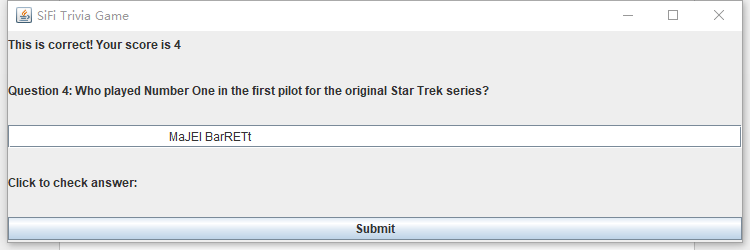 SiFi Trivia Game
This is correct! Your score is 4
Question 4: Who played Number One in the first pilot for the original Star Trek series?
MaJEl BarRETt
Click to check answer:
Submit